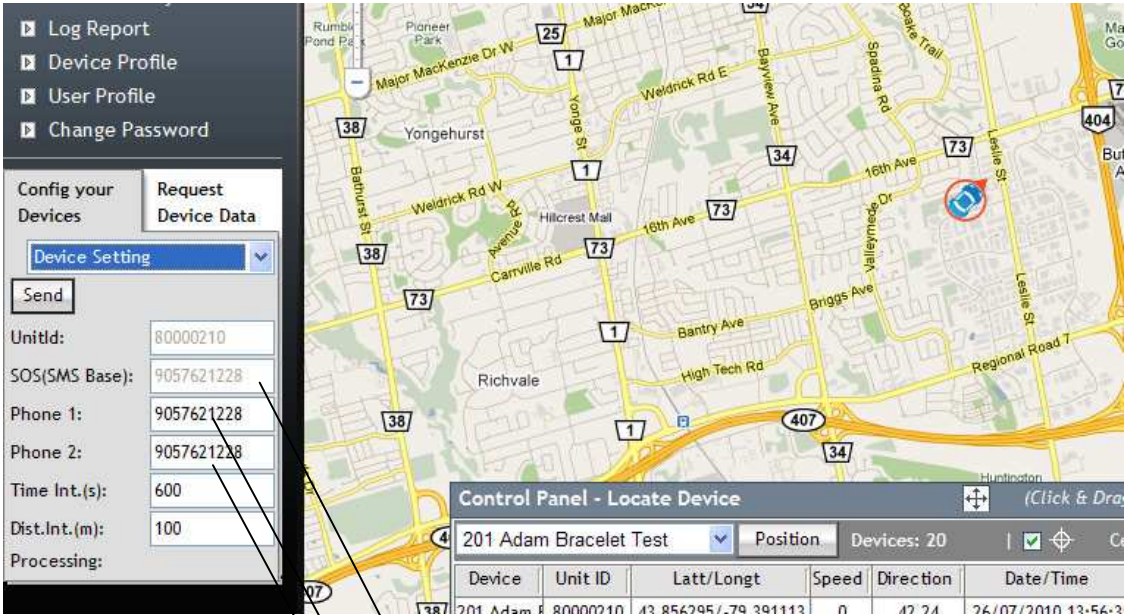 Log Report
Device Profile
User Profile
Change Password
Config your
Devices
Request
Device Data
Device Setting
Send
UnitId: 80000210
SOS(SMS Base): 9057621228
Phone 1: 9057621228
Phone 2: 9057621228
Time Int.(s): 600
Dist.Int.(m): 100
Processing:
Pioneer
Park
Major MacKenzie Dr W
25
1
Weldrick Rd E
Bayview Ave
Spadina Rd
Leslie St
404
38
Yongehurst
Yonge St
34
73
16th Ave
1
Bathurst St
Weldrick Rd W
Avenue Rd
Hillcrest Mall
16th Ave
73
Valleymede Dr
38
73
Carrville Rd
73
Briggs Ave
Leslie St
1
Bantry Ave
Regional Road 7
High Tech Rd
Richvale
38
1
407
34
Huntington
Control Panel - Locate Device
(Click & Drag
201 Adam Bracelet Test
Position
Devices: 20
|
Device Unit ID Latt/Longt Speed Direction Date/Time
80000210 43.856295/-79.391113 0 42.24